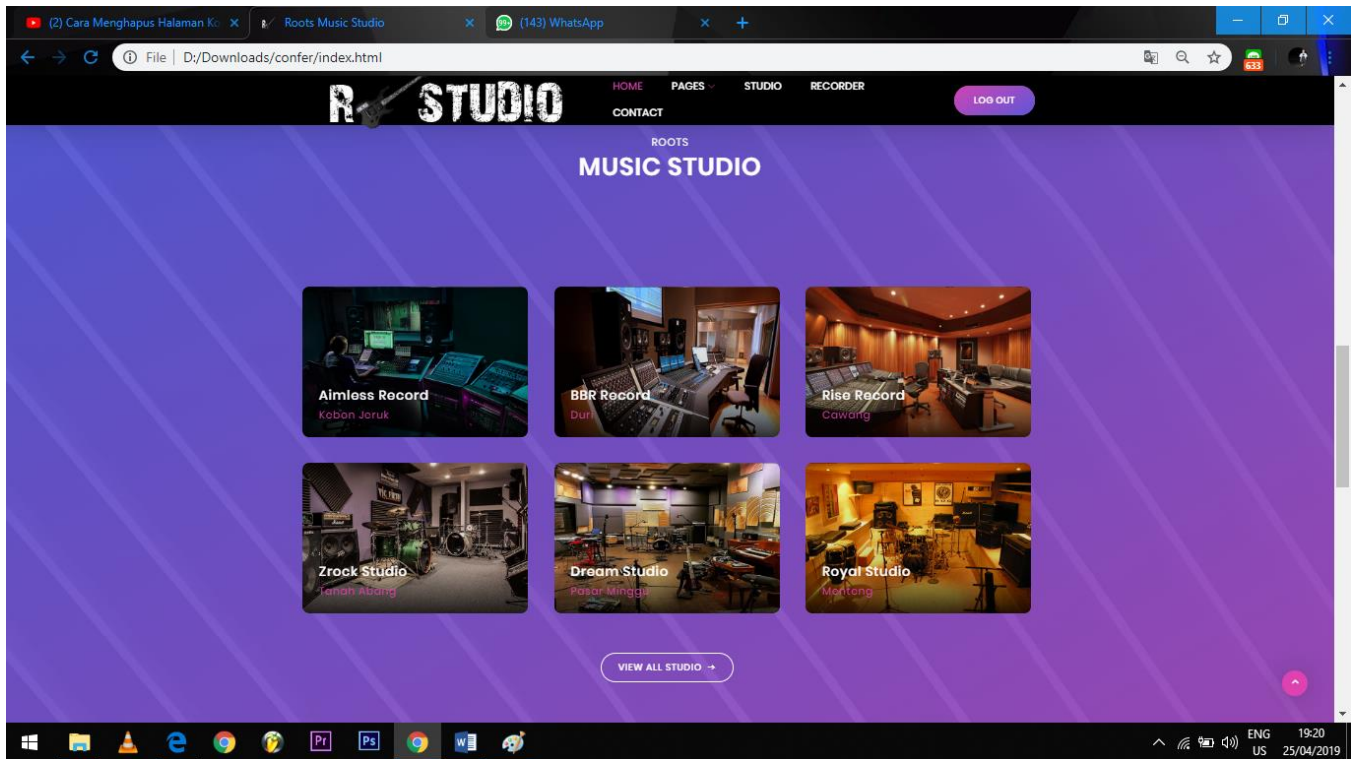 (2) Cara Menghapus Halaman Ko
Roots Music Studio
99+
(143) WhatsApp
File
D:/Downloads/confer/index.html
633
R STUDIO
HOME PAGES STUDIO RECORDER
CONTACT
LOG OUT
ROOTS
MUSIC STUDIO
Aimless Record
Kebon Jeruk
BBR Record
Duri
Rise Record
Cawang
Zrock Studio
Tanah Abang
Dream Studio
Pasar Minggu
Royal Studio
Menteng
VIEW ALL STUDIO →
Pr
Ps
ENG
US
19:20
25/04/2019